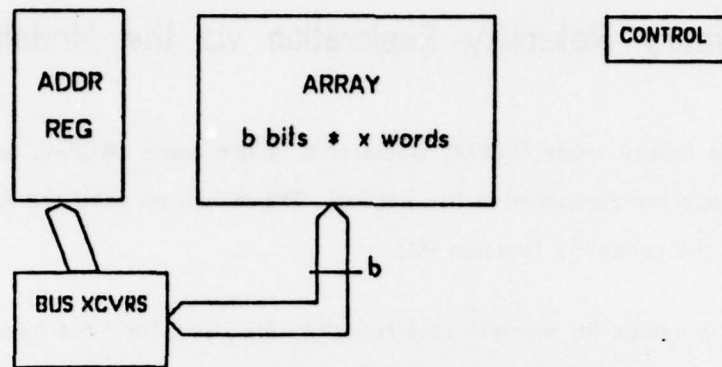 ADDR
REG
ARRAY
b bits * x words
CONTROL
b
BUS XCVRS